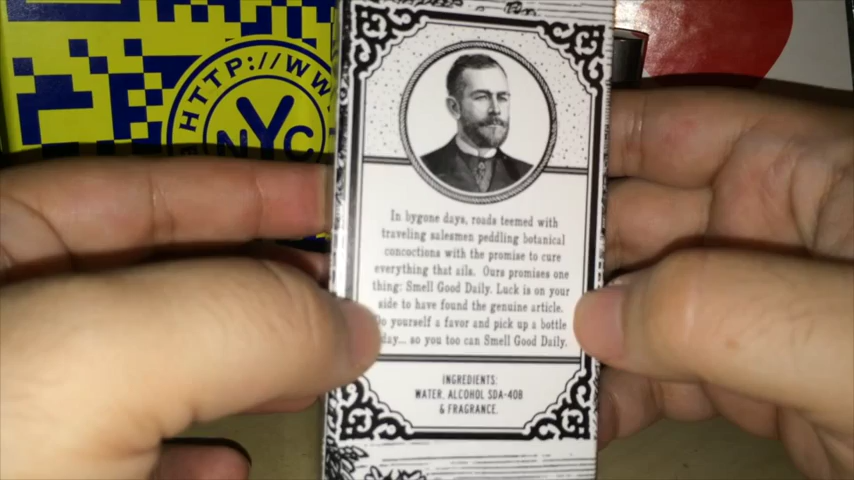 HTTP://WW
NYC
In bygone days, roads teemed with
traveling salesmen peddling botanical
concoctions with the promise to cure
everything that ails. Ours promises one
thing: Smell Good Daily. Luck is on your
side to have found the genuine article.
Do yourself a favor and pick up a bottle
day... so you too can Smell Good Daily.
INGREDIENTS:
WATER, ALCOHOL SDA-40B
& FRAGRANCE.